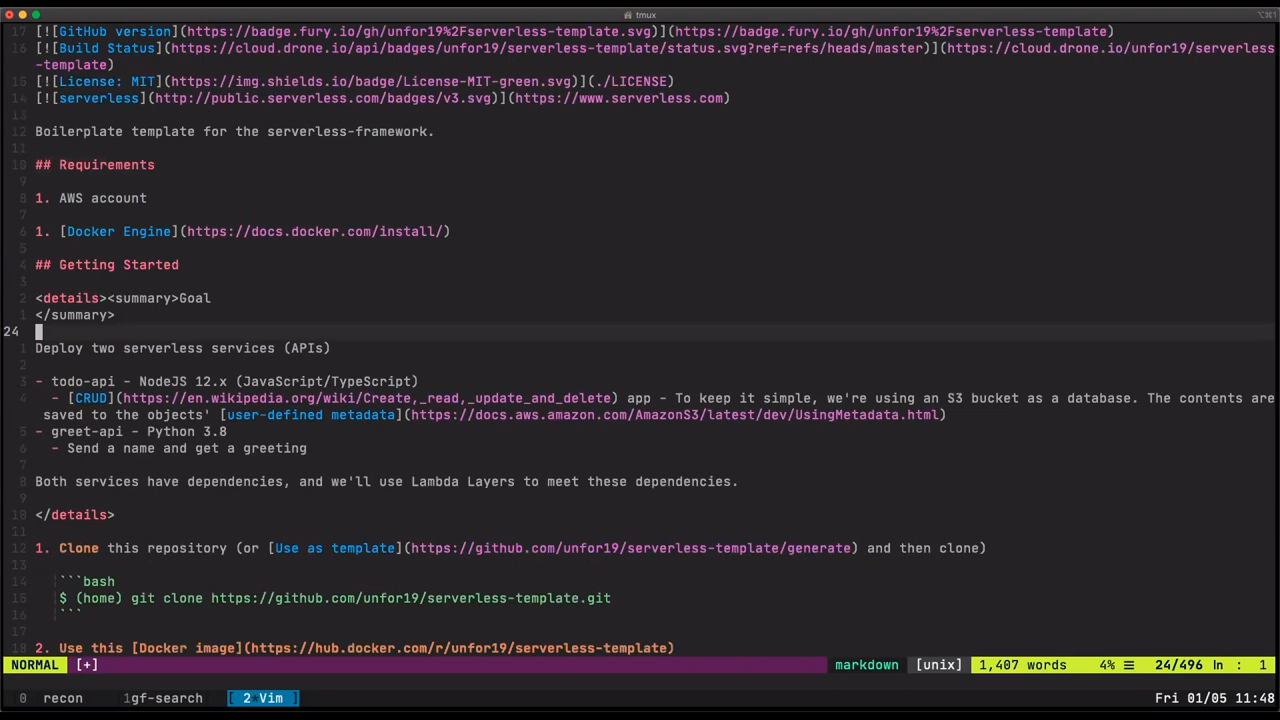 tmux ⌥⌘1
17 [![GitHub version](https://badge.fury.io/gh/unfor19%2Fserverless-template.svg)](https://badge.fury.io/gh/unfor19%2Fserverless-template)
16 [![Build Status](https://cloud.drone.io/api/badges/unfor19/serverless-template/status.svg?ref=refs/heads/master)](https://cloud.drone.io/unfor19/serverless
-template)
15 [![License: MIT](https://img.shields.io/badge/License-MIT-green.svg)](./LICENSE)
14 [![serverless](http://public.serverless.com/badges/v3.svg)](https://www.serverless.com)
13
12 Boilerplate template for the serverless-framework.
11
10 ## Requirements
9
8 1. AWS account
7
6 1. [Docker Engine](https://docs.docker.com/install/)
5
4 ## Getting Started
3
2 <details><summary>Goal
1 </summary>
24
1 Deploy two serverless services (APIs)
2
3 - todo-api - NodeJS 12.x (JavaScript/TypeScript)
4 - [CRUD](https://en.wikipedia.org/wiki/Create,_read,_update_and_delete) app - To keep it simple, we're using an S3 bucket as a database. The contents are
saved to the objects' [user-defined metadata](https://docs.aws.amazon.com/AmazonS3/latest/dev/UsingMetadata.html)
5 - greet-api - Python 3.8
6 - Send a name and get a greeting
7
8 Both services have dependencies, and we'll use Lambda Layers to meet these dependencies.
9
10 </details>
11
12 1. Clone this repository (or [Use as template](https://github.com/unfor19/serverless-template/generate) and then clone)
13
14 ```bash
15 $ (home) git clone https://github.com/unfor19/serverless-template.git
16 ```
17
18 2. Use this [Docker image](https://hub.docker.com/r/unfor19/serverless-template)
NORMAL [+] markdown [unix] 1,407 words 4% ☰ 24/496 ln : 1
0 recon 1gf-search 2*Vim Fri 01/05 11:48